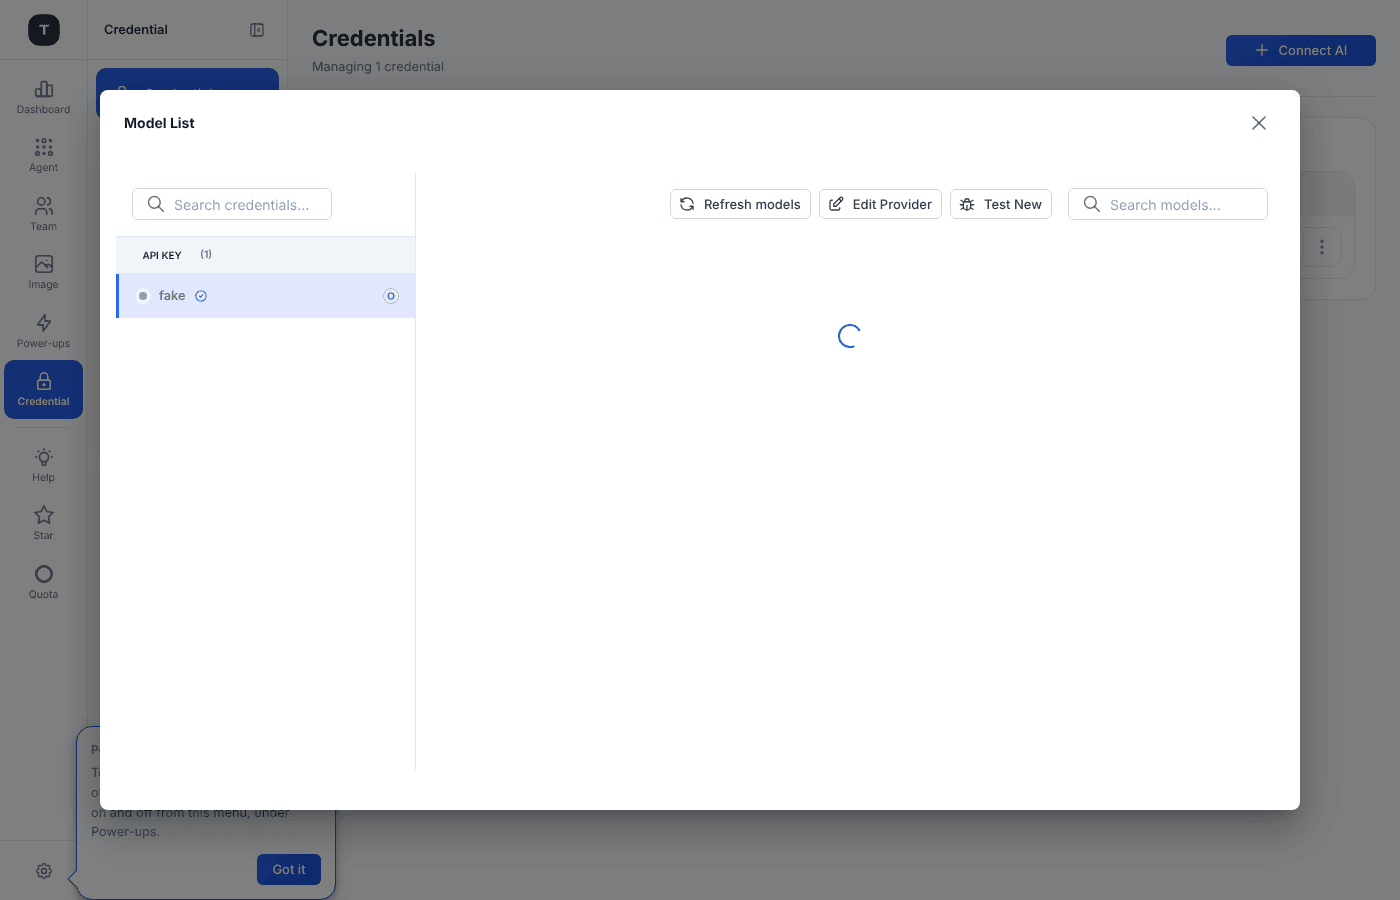 T
Credential
Credentials
Managing 1 credential
Connect AI
Dashboard
Agent
Team
Image
Power-ups
Credential
Help
Star
Quota
Model List
Search credentials...
Refresh models
Edit Provider
Test New
Search models...
API KEY (1)
fake
O
on and off from this menu, under
Power-ups.
Got it